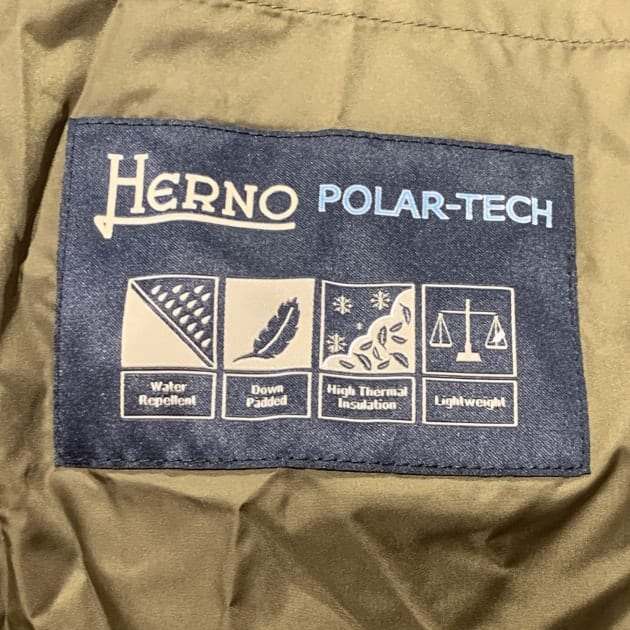 HERNO POLAR-TECH
Water
Repellent
Down
Padded
High Thermal
Insulation
Lightweight